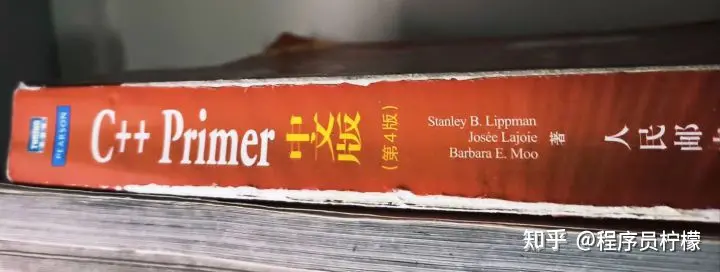 PEARSON
C++ Primer 中文版
(第4版)
Stanley B. Lippman
Josée Lajoie
Barbara E. Moo
著
人民邮
知乎 @程序员柠檬